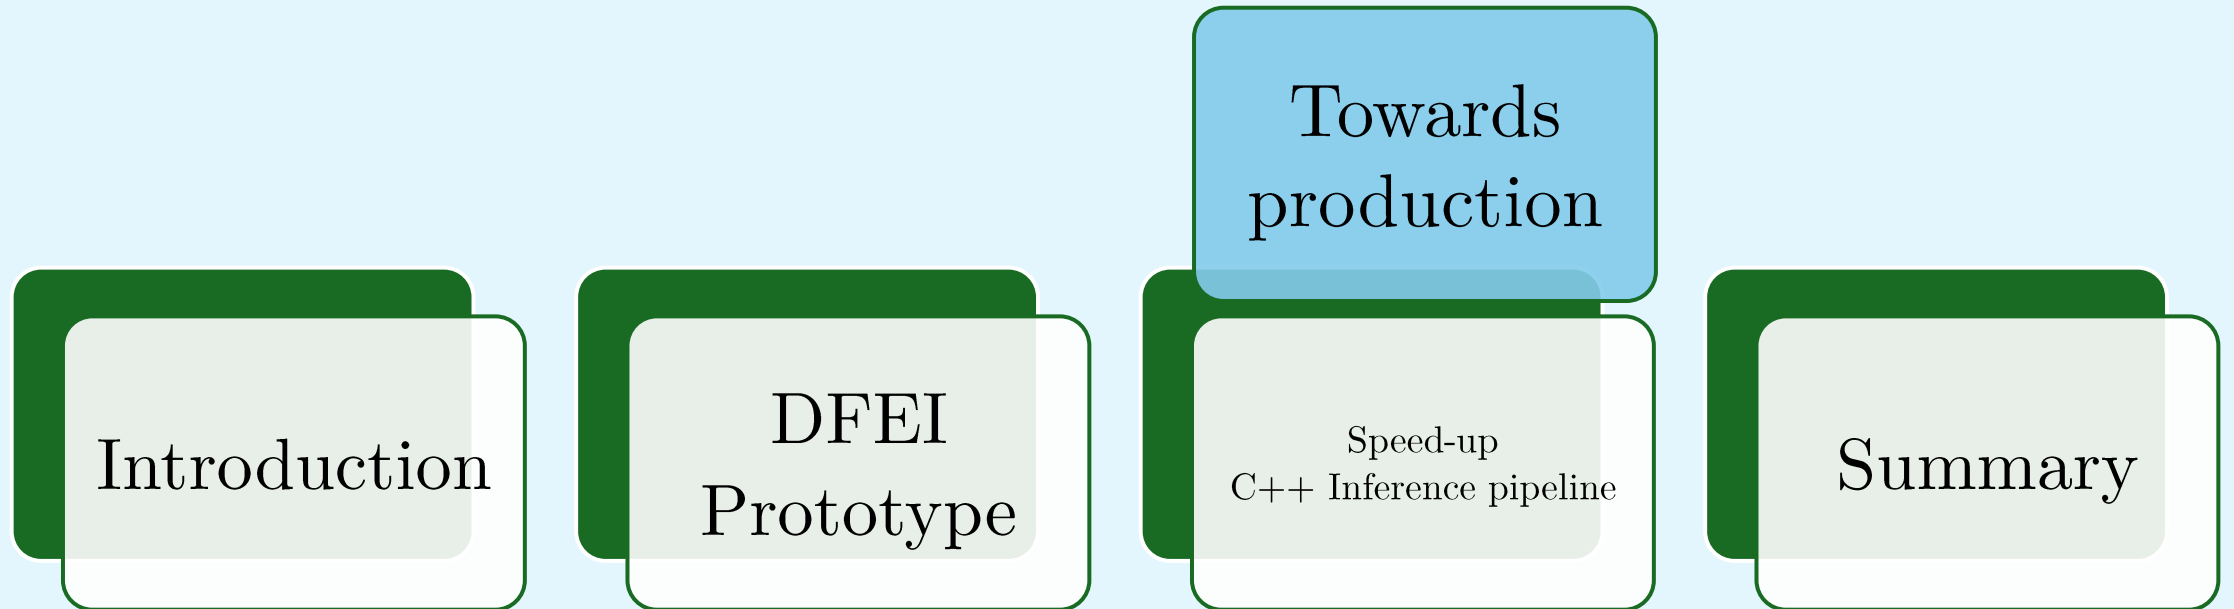 Introduction
DFEI
Prototype
Towards
production
Speed-up
C++ Inference pipeline
Summary